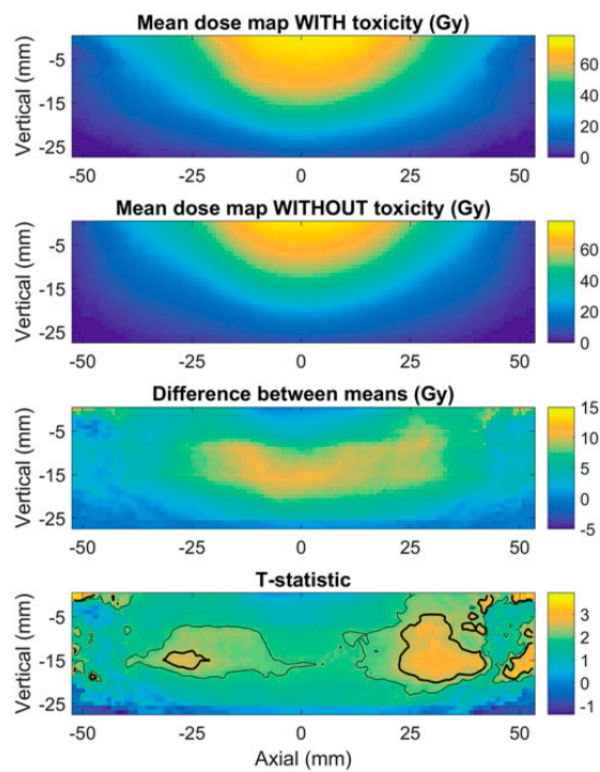 Mean dose map WITH toxicity (Gy)
Vertical (mm)
-5
-15
-25
-50 -25 0 25 50
60
40
20
0
Mean dose map WITHOUT toxicity (Gy)
Vertical (mm)
-5
-15
-25
-50 -25 0 25 50
60
40
20
0
Difference between means (Gy)
Vertical (mm)
-5
-15
-25
-50 -25 0 25 50
15
10
5
0
-5
T-statistic
Vertical (mm)
-5
-15
-25
-50 -25 0 25 50
3
2
1
0
-1
Axial (mm)